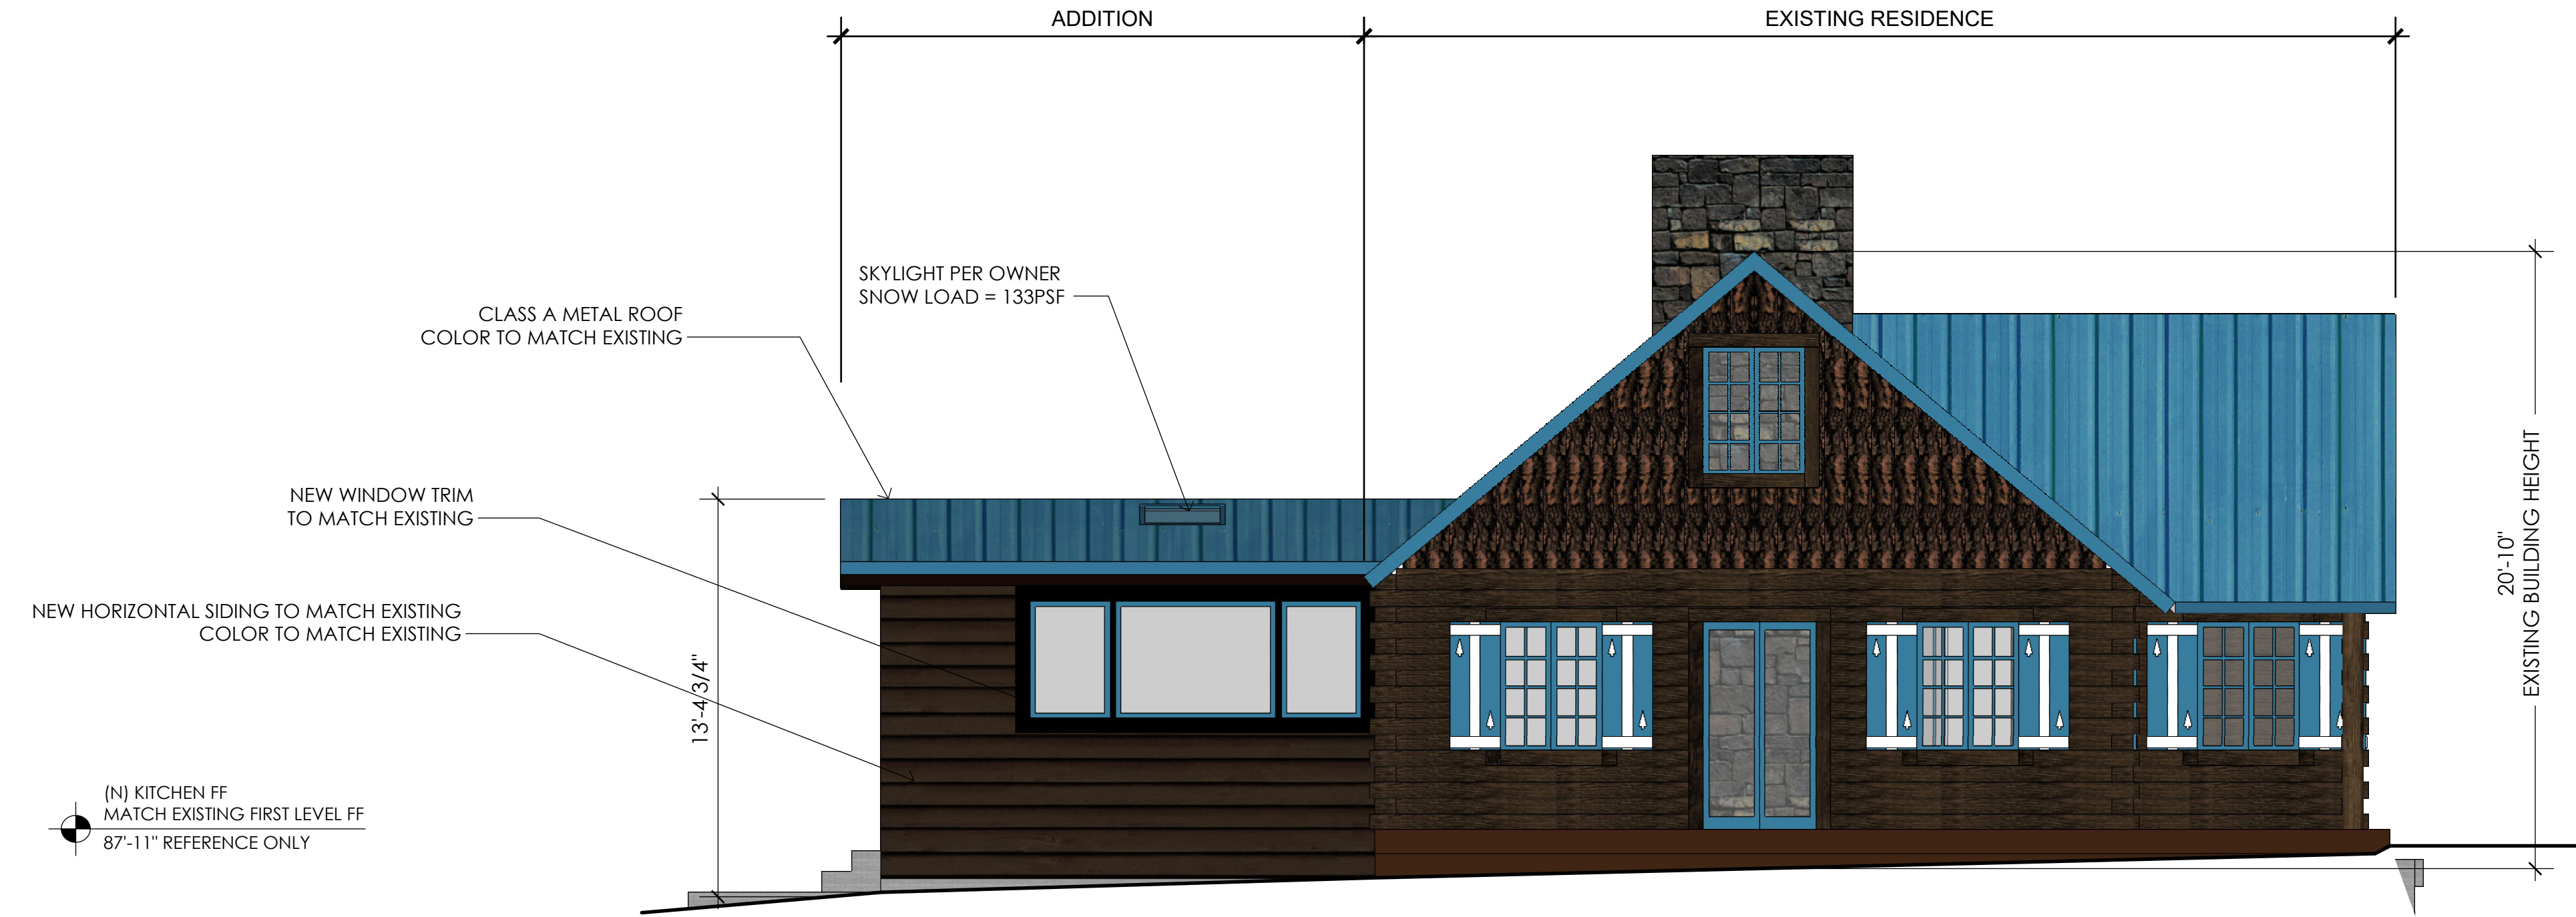 ADDITION
EXISTING RESIDENCE
SKYLIGHT PER OWNER
SNOW LOAD = 133PSF
CLASS A METAL ROOF
COLOR TO MATCH EXISTING
NEW WINDOW TRIM
TO MATCH EXISTING
NEW HORIZONTAL SIDING TO MATCH EXISTING
COLOR TO MATCH EXISTING
13'-4 3/4"
20'-10"
EXISTING BUILDING HEIGHT
(N) KITCHEN FF
MATCH EXISTING FIRST LEVEL FF
87'-11" REFERENCE ONLY